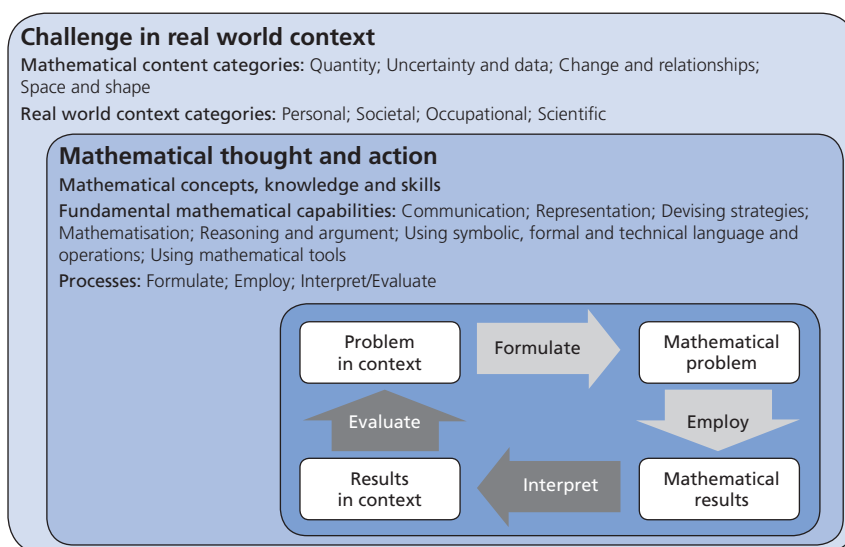 Challenge in real world context
Mathematical content categories: Quantity; Uncertainty and data; Change and relationships;
Space and shape
Real world context categories: Personal; Societal; Occupational; Scientific
Mathematical thought and action
Mathematical concepts, knowledge and skills
Fundamental mathematical capabilities: Communication; Representation; Devising strategies;
Mathematisation; Reasoning and argument; Using symbolic, formal and technical language and
operations; Using mathematical tools
Processes: Formulate; Employ; Interpret/Evaluate
Problem
in context
Formulate
Mathematical
problem
Evaluate
Employ
Results
in context
Interpret
Mathematical
results